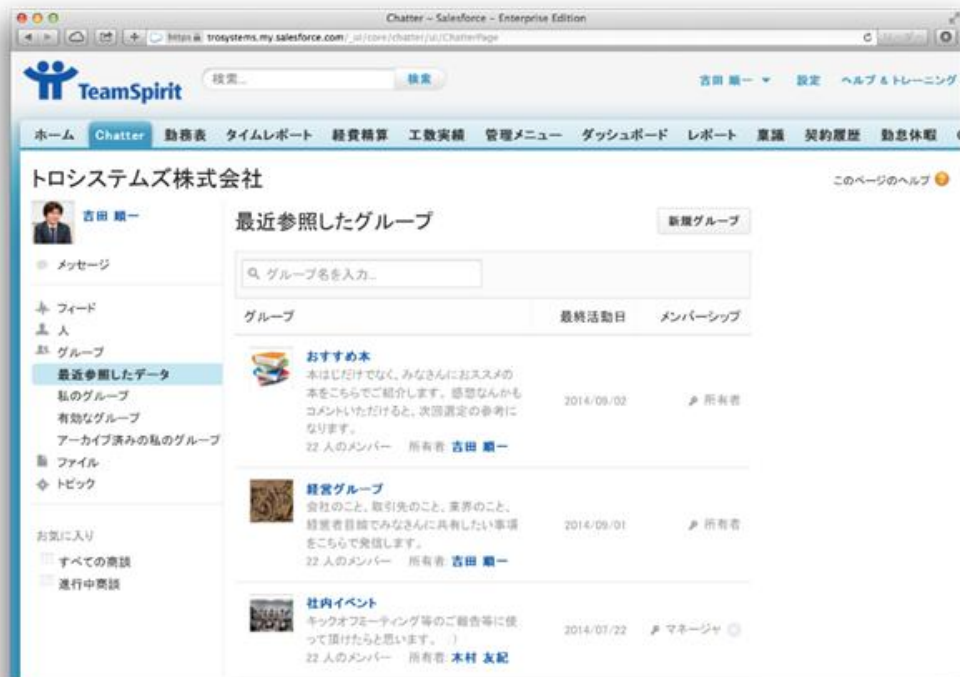 Chatter – Salesforce – Enterprise Edition
https trosystems.my.salesforce.com/_ui/core/chatter/ui/ChatterPage
TeamSpirit
検索...
検索
吉田 順一
設定
ヘルプ & トレーニング
ホーム Chatter 勤務表 タイムレポート 経費精算 工数実績 管理メニュー ダッシュボード レポート 稟議 契約履歴 勤怠休暇
トロシステムズ株式会社
このページのヘルプ
吉田 順一
メッセージ
フィード
人
グループ
最近参照したデータ
私のグループ
有効なグループ
アーカイブ済みの私のグループ
ファイル
トピック
お気に入り
すべての商談
進行中商談
最近参照したグループ
新規グループ
グループ名を入力...
グループ 最終活動日 メンバーシップ
おすすめ本
本はじだけでなく、みなさんにおススメの
本をこちらでご紹介します。感想なんかも
コメントいただけると、次回選定の参考に
なります。
22 人のメンバー 所有者: 吉田 順一
2014/09/02
所有者
経営グループ
会社のこと、取引先のこと、業界のこと、
経営者目線でみなさんに共有したい事項
をこちらで発信します。
22 人のメンバー 所有者: 吉田 順一
2014/09/01
所有者
社内イベント
キックオフミーティング等のご報告等に使
って頂けたらと思います。 :)
22 人のメンバー 所有者: 木村 友紀
2014/07/22
マネージャ